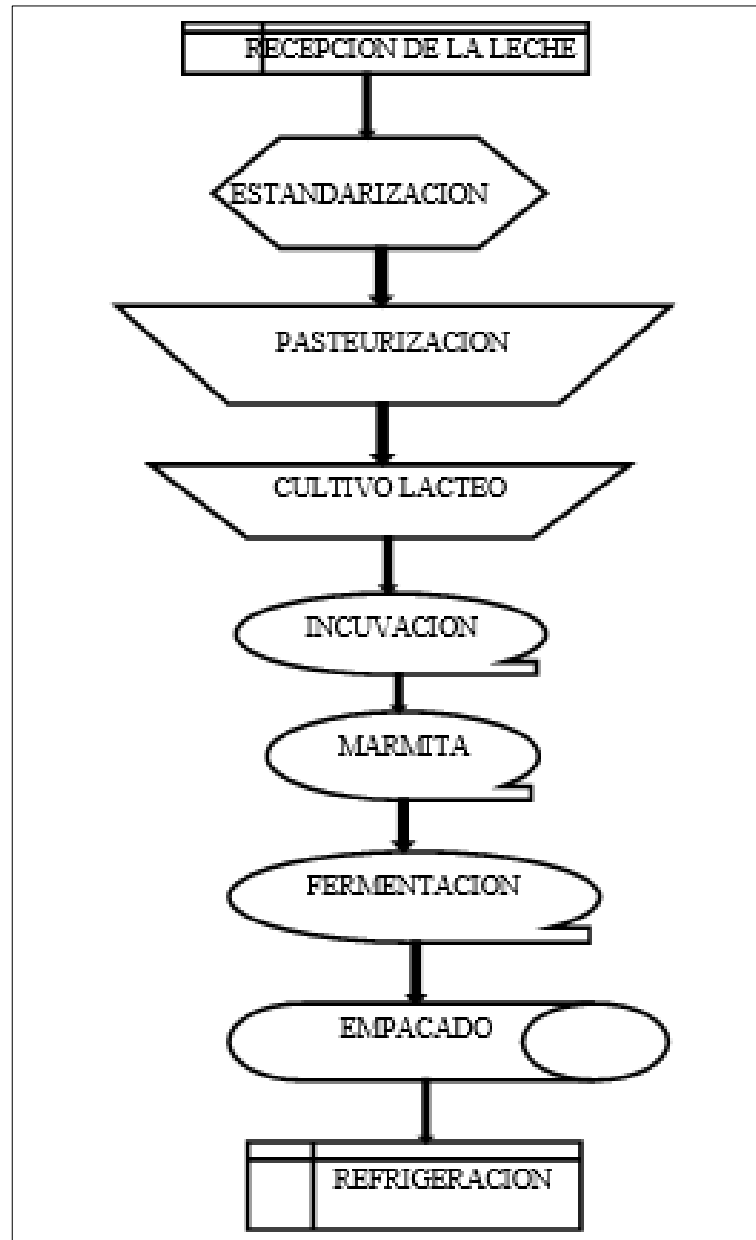 RECEPCION DE LA LECHE
ESTANDARIZACION
PASTEURIZACION
CULTIVO LACTEO
INCUVACION
MARMITA
FERMENTACION
EMPACADO
REFRIGERACION